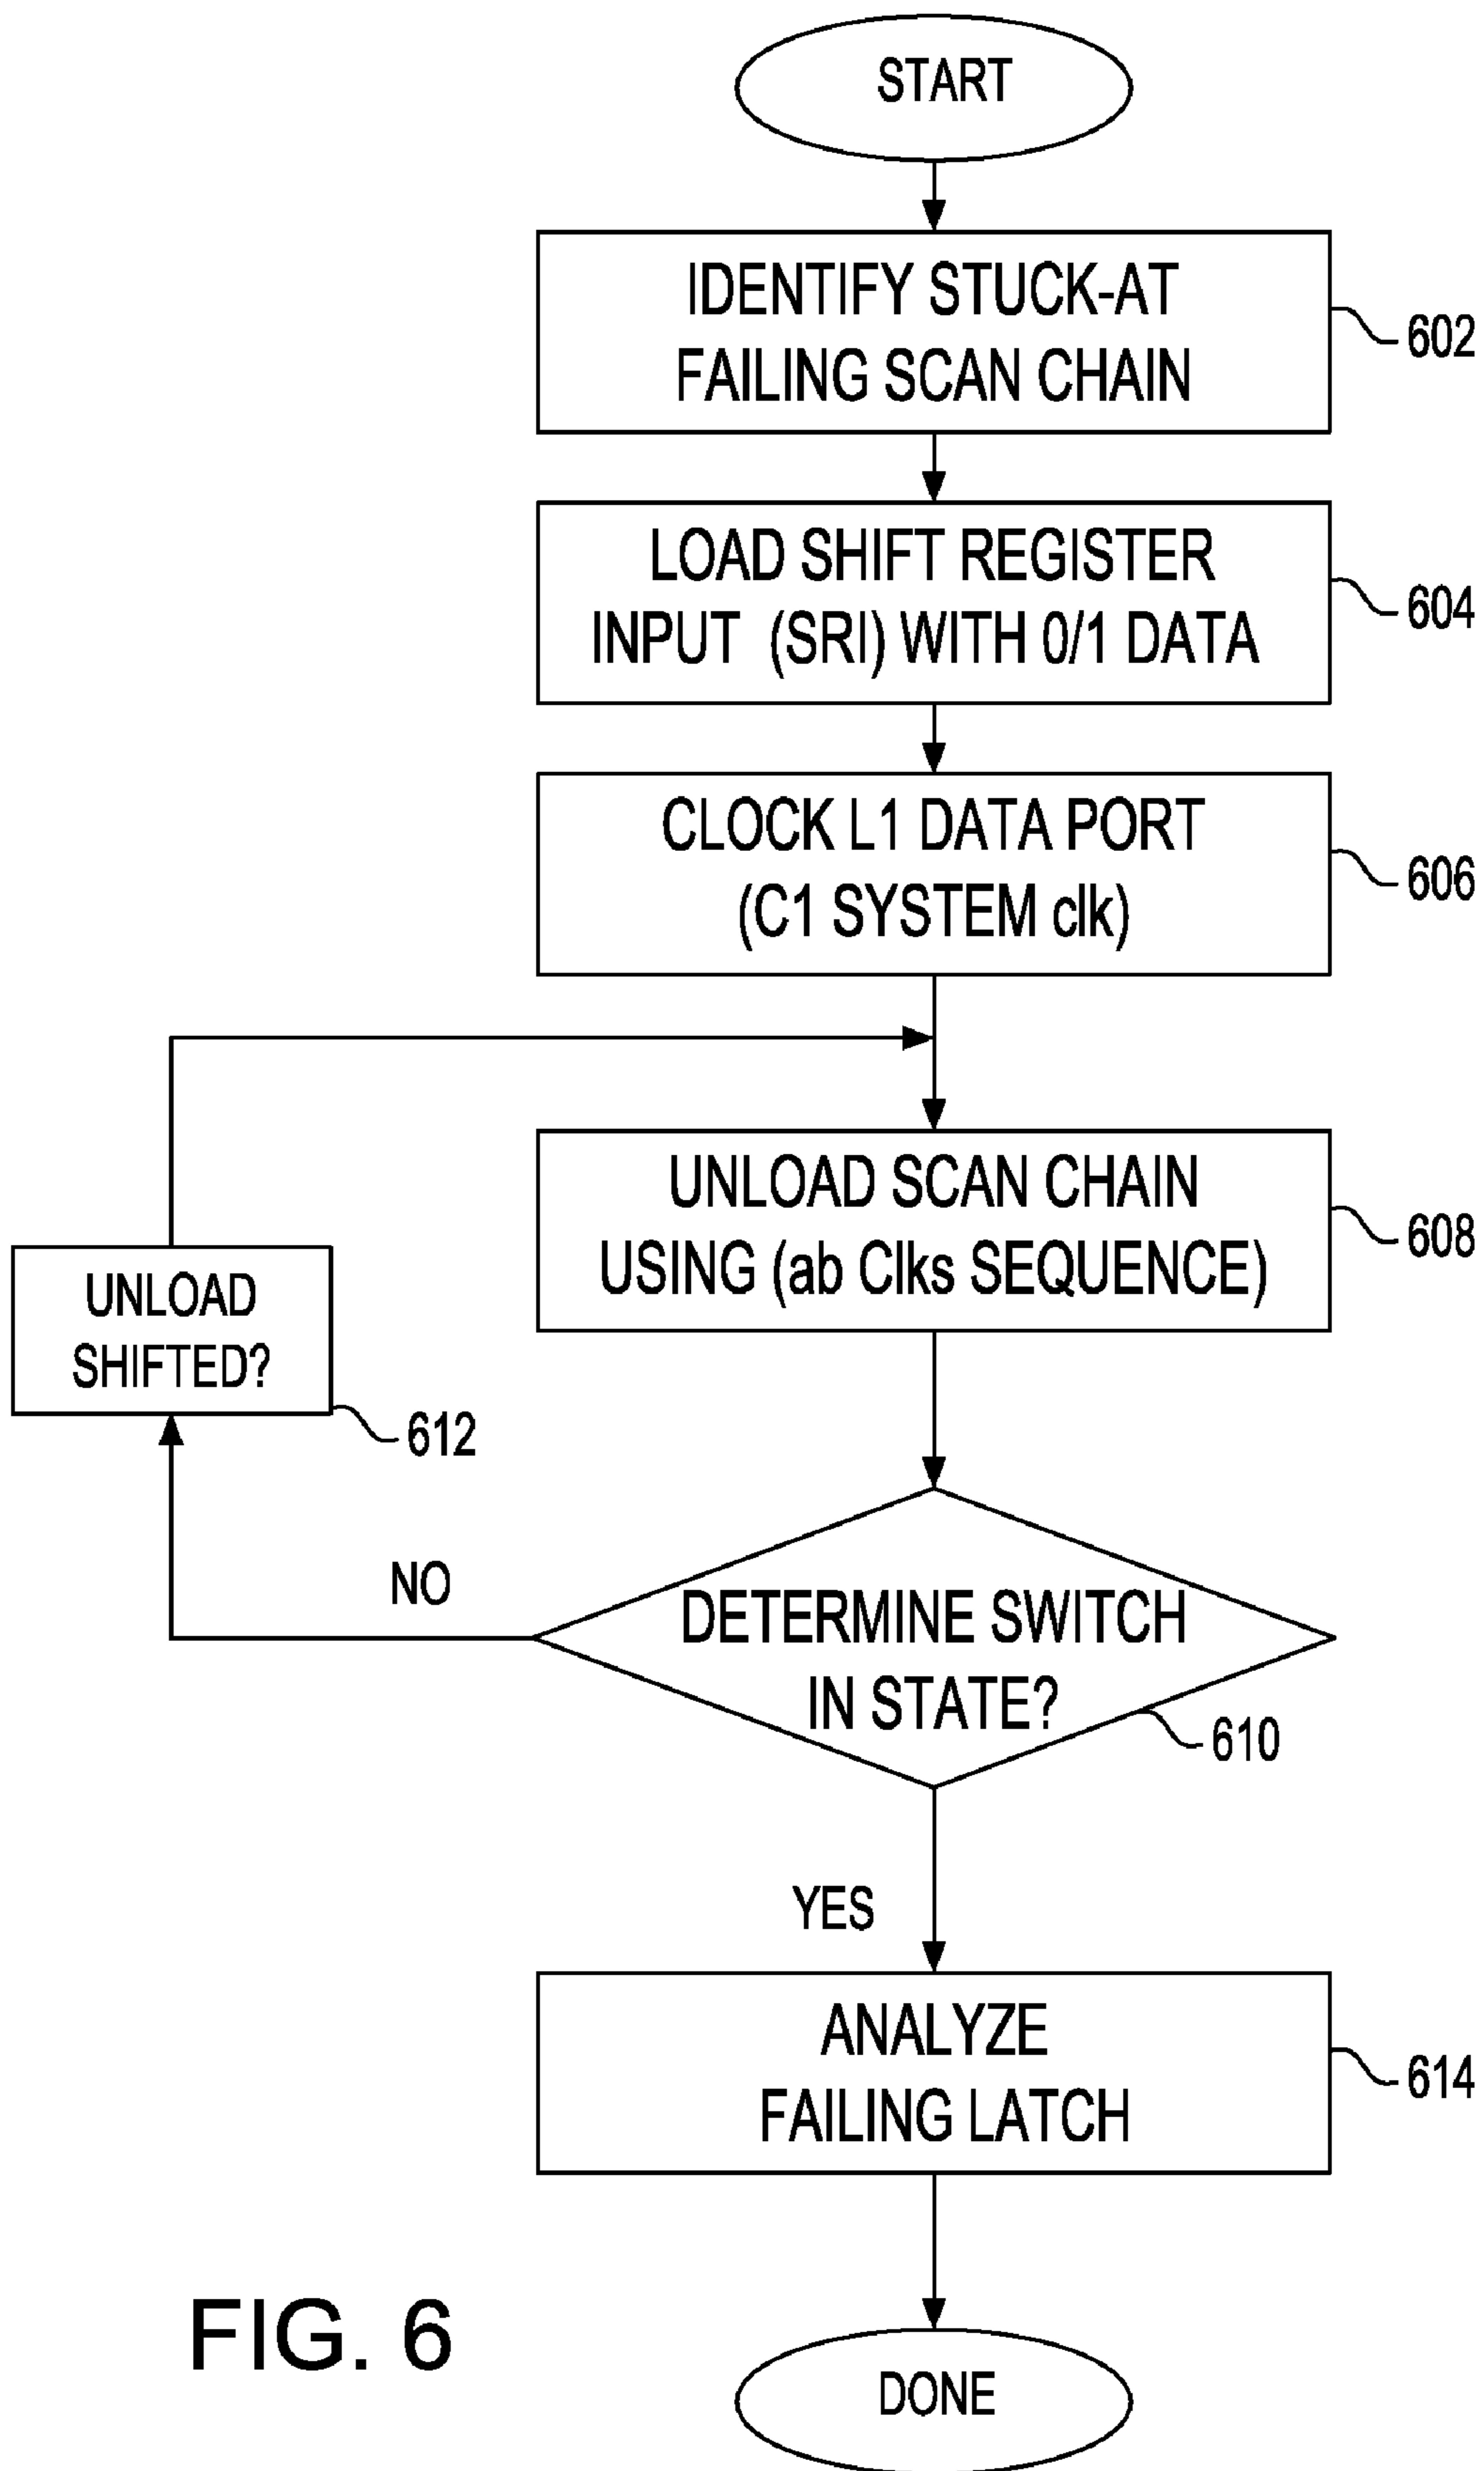 START
IDENTIFY STUCK-AT
FAILING SCAN CHAIN
602
LOAD SHIFT REGISTER
INPUT (SRI) WITH 0/1 DATA
604
CLOCK L1 DATA PORT
(C1 SYSTEM clk)
606
UNLOAD SCAN CHAIN
USING (ab Clks SEQUENCE)
608
UNLOAD
SHIFTED?
612
NO
DETERMINE SWITCH
IN STATE?
610
YES
ANALYZE
FAILING LATCH
614
DONE
FIG. 6